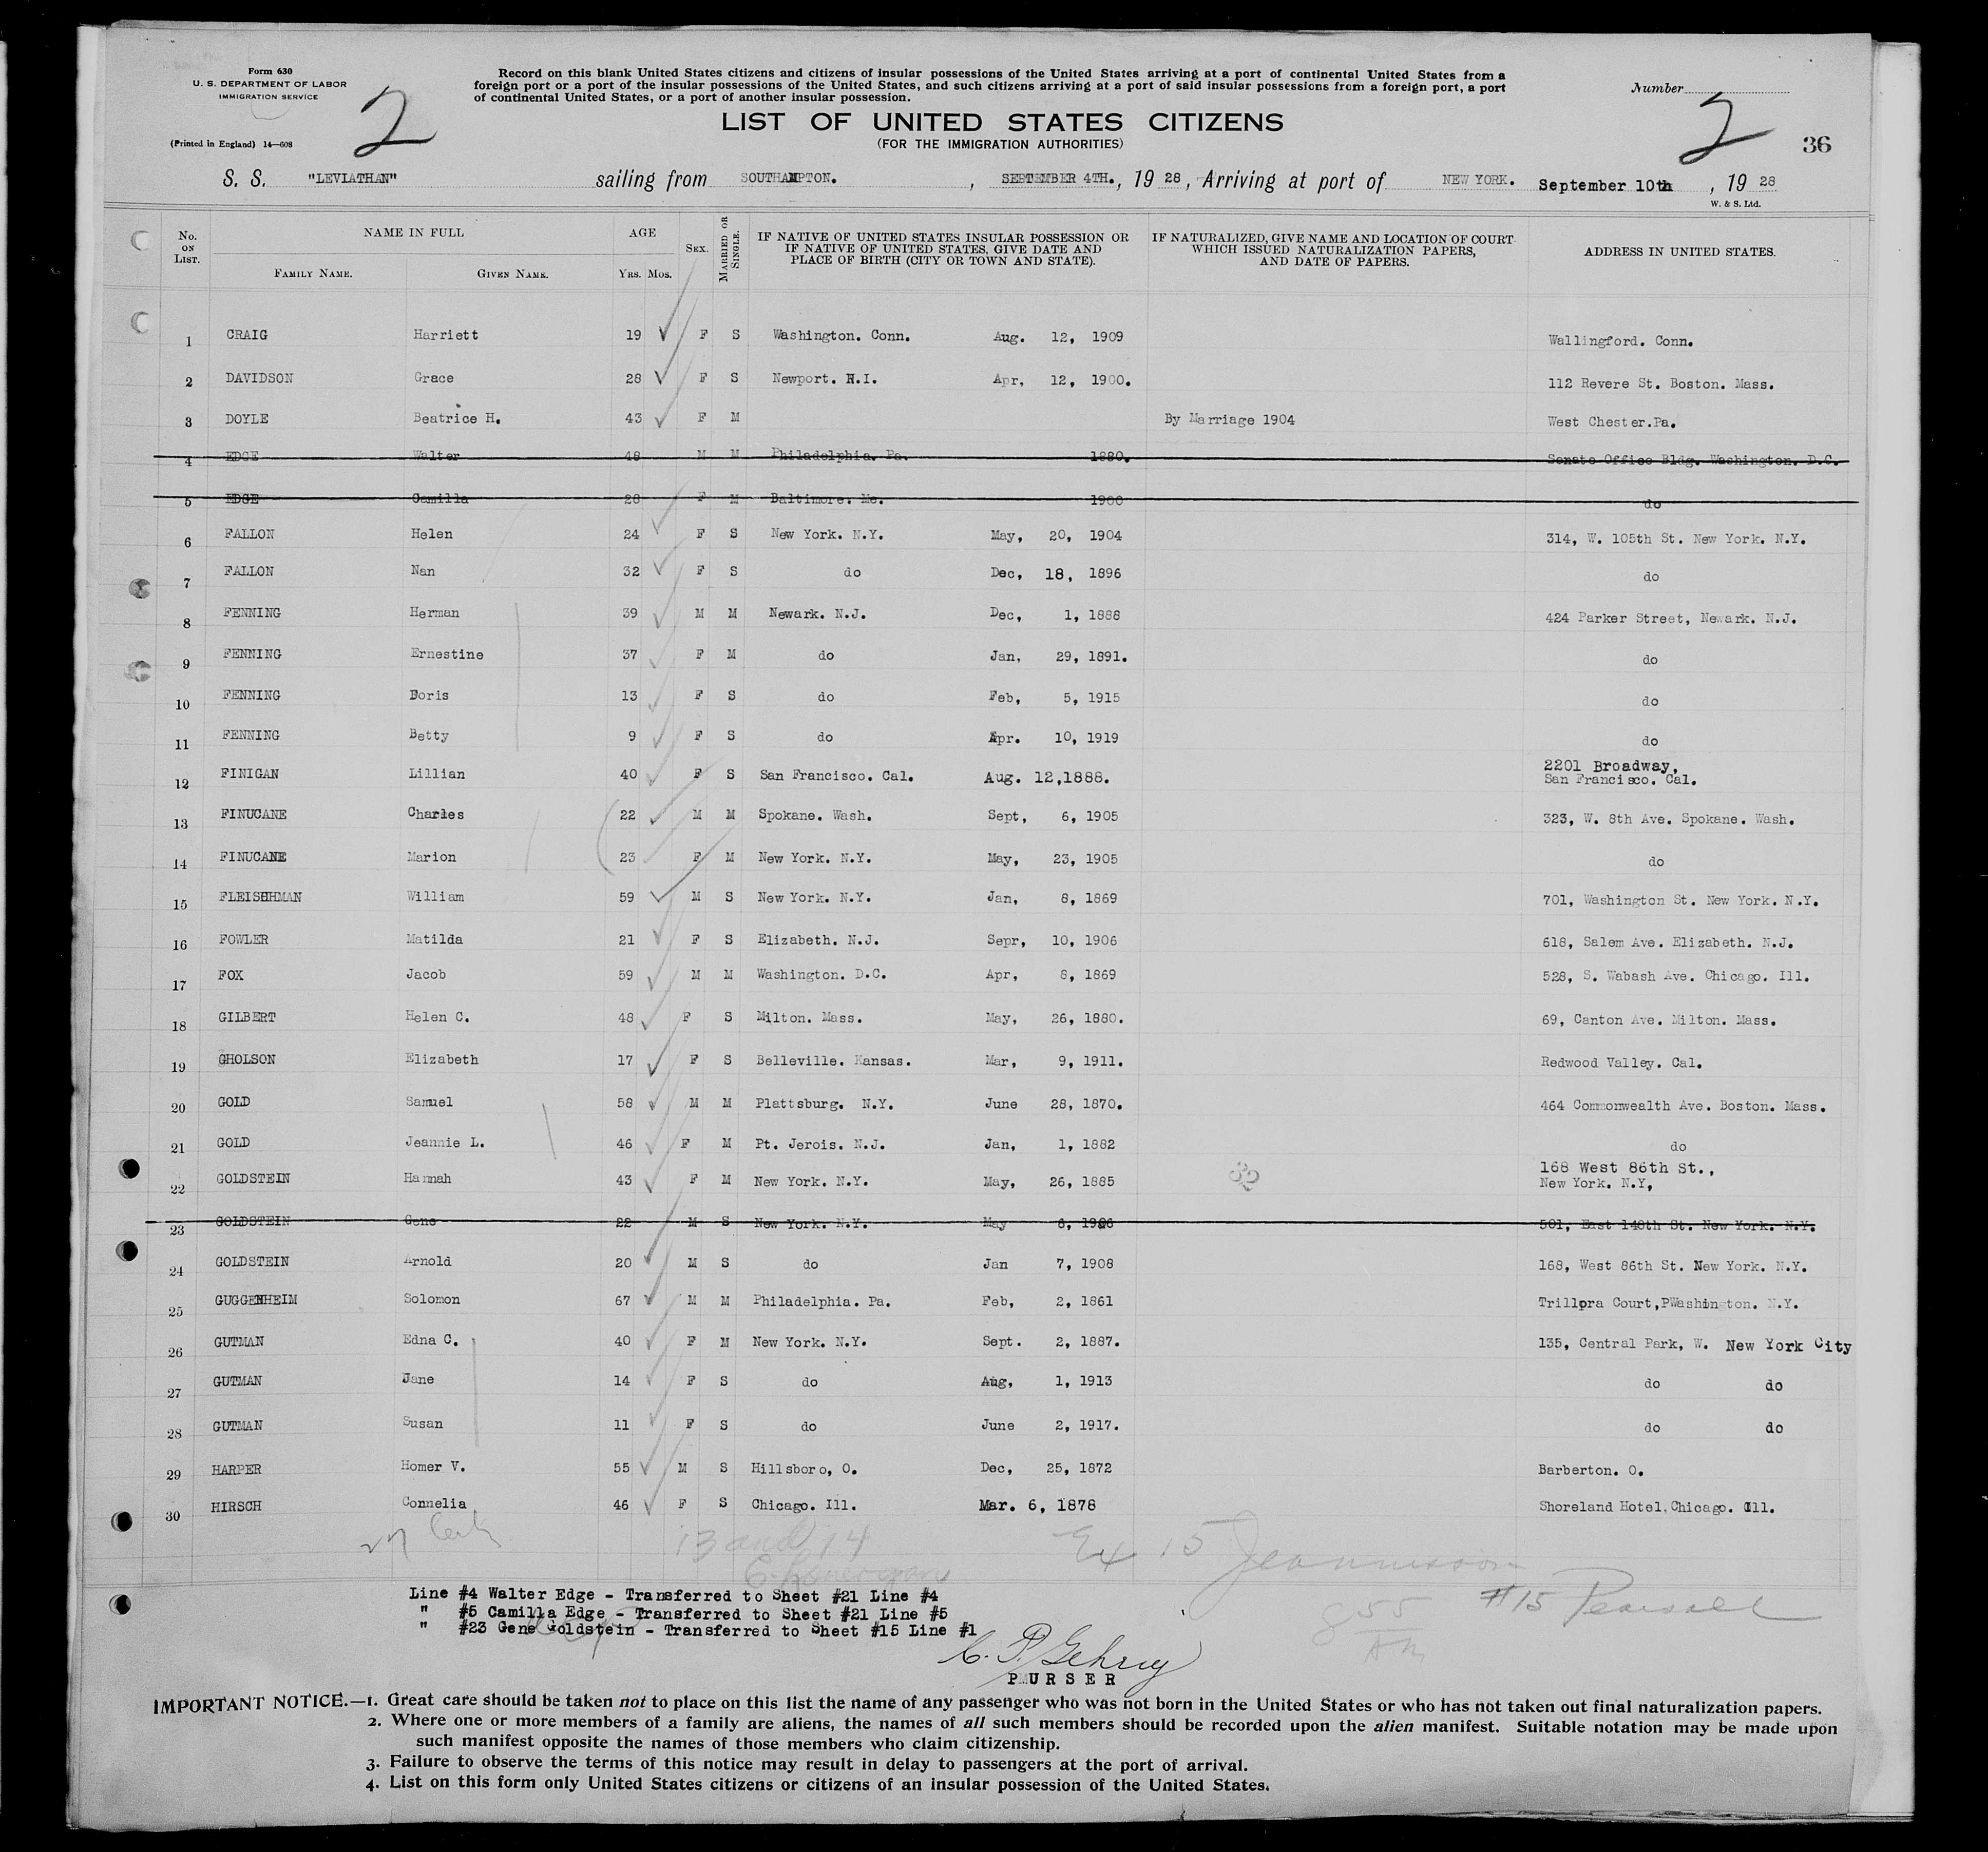 Form 630
U. S. DEPARTMENT OF LABOR
IMMIGRATION SERVICE
(Printed in England) 14—608
2
Record on this blank United States citizens and citizens of insular possessions of the United States arriving at a port of continental United States from a
foreign port or a port of the insular possessions of the United States, and such citizens arriving at a port of said insular possessions from a foreign port, a port
of continental United States, or a port of another insular possession.
Number
2
36
LIST OF UNITED STATES CITIZENS
(FOR THE IMMIGRATION AUTHORITIES)
S. S. "LEVIATHAN" sailing from SOUTHAMPTON. , SEPTEMBER 4TH., 19 28, Arriving at port of NEW YORK. September 10th , 19 28
W. & S. Ltd.
No. ON LIST. NAME IN FULL FAMILY NAME. GIVEN NAME. AGE YRS. MOS. SEX. MARRIED OR SINGLE. IF NATIVE OF UNITED STATES INSULAR POSSESSION OR IF NATIVE OF UNITED STATES, GIVE DATE AND PLACE OF BIRTH (CITY OR TOWN AND STATE). IF NATURALIZED, GIVE NAME AND LOCATION OF COURT WHICH ISSUED NATURALIZATION PAPERS, AND DATE OF PAPERS. ADDRESS IN UNITED STATES.
1 CRAIG Harriett 19 F S Washington. Conn. Aug. 12, 1909 Wallingford. Conn.
2 DAVIDSON Grace 28 F S Newport. R.I. Apr, 12, 1900. 112 Revere St. Boston. Mass.
3 DOYLE Beatrice H. 43 F M By Marriage 1904 West Chester.Pa.
4 EDGE Walter 48 M M Philadelphia. Pa. 1880. Senate Office Bldg. Washington. D.C.
5 EDGE Camilla 28 F M Baltimore. Me. 1900 do
6 FALLON Helen 24 F S New York. N.Y. May, 20, 1904 314, W. 105th St. New York. N.Y.
7 FALLON Nan 32 F S do Dec, 18, 1896 do
8 FENNING Herman 39 M M Newark. N.J. Dec, 1, 1888 424 Parker Street, Newark. N.J.
9 FENNING Ernestine 37 F M do Jan, 29, 1891. do
10 FENNING Doris 13 F S do Feb, 5, 1915 do
11 FENNING Betty 9 F S do Apr. 10, 1919 do
12 FINIGAN Lillian 40 F S San Francisco. Cal. Aug. 12,1888. 2201 Broadway, San Francisco. Cal.
13 FINUCANE Charles 22 M M Spokane. Wash. Sept, 6, 1905 323, W. 8th Ave. Spokane. Wash.
14 FINUCANE Marion 23 F M New York. N.Y. May, 23, 1905 do
15 FLEISHHMAN William 59 M S New York. N.Y. Jan, 8, 1869 701, Washington St. New York. N.Y.
16 FOWLER Matilda 21 F S Elizabeth. N.J. Sepr, 10, 1906 618, Salem Ave. Elizabeth. N.J.
17 FOX Jacob 59 M M Washington. D.C. Apr, 8, 1869 528, S. Wabash Ave. Chicago. Ill.
18 GILBERT Helen C. 48 F S Milton. Mass. May, 26, 1880. 69, Canton Ave. Milton. Mass.
19 GHOLSON Elizabeth 17 F S Belleville. Kansas. Mar, 9, 1911. Redwood Valley. Cal.
20 GOLD Samuel 58 M M Plattsburg. N.Y. June 28, 1870. 464 Commonwealth Ave. Boston. Mass.
21 GOLD Jeannie L. 46 F M Pt. Jerois. N.J. Jan, 1, 1882 do
22 GOLDSTEIN Hannah 43 F M New York. N.Y. May, 26, 1885 32 168 West 86th St., New York. N.Y,
23 GOLDSTEIN Gene 22 M S New York. N.Y. May 6, 1906 501, East 148th St. New York. N.Y.
24 GOLDSTEIN Arnold 20 M S do Jan 7, 1908 168, West 86th St. New York. N.Y.
25 GUGGENHEIM Solomon 67 M M Philadelphia. Pa. Feb, 2, 1861 Trillora Court,PWashington. N.Y.
26 GUTMAN Edna C. 40 F M New York. N.Y. Sept. 2, 1887. 135, Central Park, W. New York City
27 GUTMAN Jane 14 F S do Aug, 1, 1913 do do
28 GUTMAN Susan 11 F S do June 2, 1917. do do
29 HARPER Homer V. 55 M S Hillsboro, O. Dec, 25, 1872 Barberton. O.
30 HIRSCH Connelia 46 F S Chicago. Ill. Mar. 6, 1878 Shoreland Hotel.Chicago. Ill.
13 and 14
15
#15
Line #4 Walter Edge - Transferred to Sheet #21 Line #4
" #5 Camilla Edge - Transferred to Sheet #21 Line #5
" #23 Gene Goldstein - Transferred to Sheet #15 Line #1
855
AM
C. P. Gehrig
PURSER
IMPORTANT NOTICE.—1. Great care should be taken not to place on this list the name of any passenger who was not born in the United States or who has not taken out final naturalization papers.
2. Where one or more members of a family are aliens, the names of all such members should be recorded upon the alien manifest. Suitable notation may be made upon
such manifest opposite the names of those members who claim citizenship.
3. Failure to observe the terms of this notice may result in delay to passengers at the port of arrival.
4. List on this form only United States citizens or citizens of an insular possession of the United States.